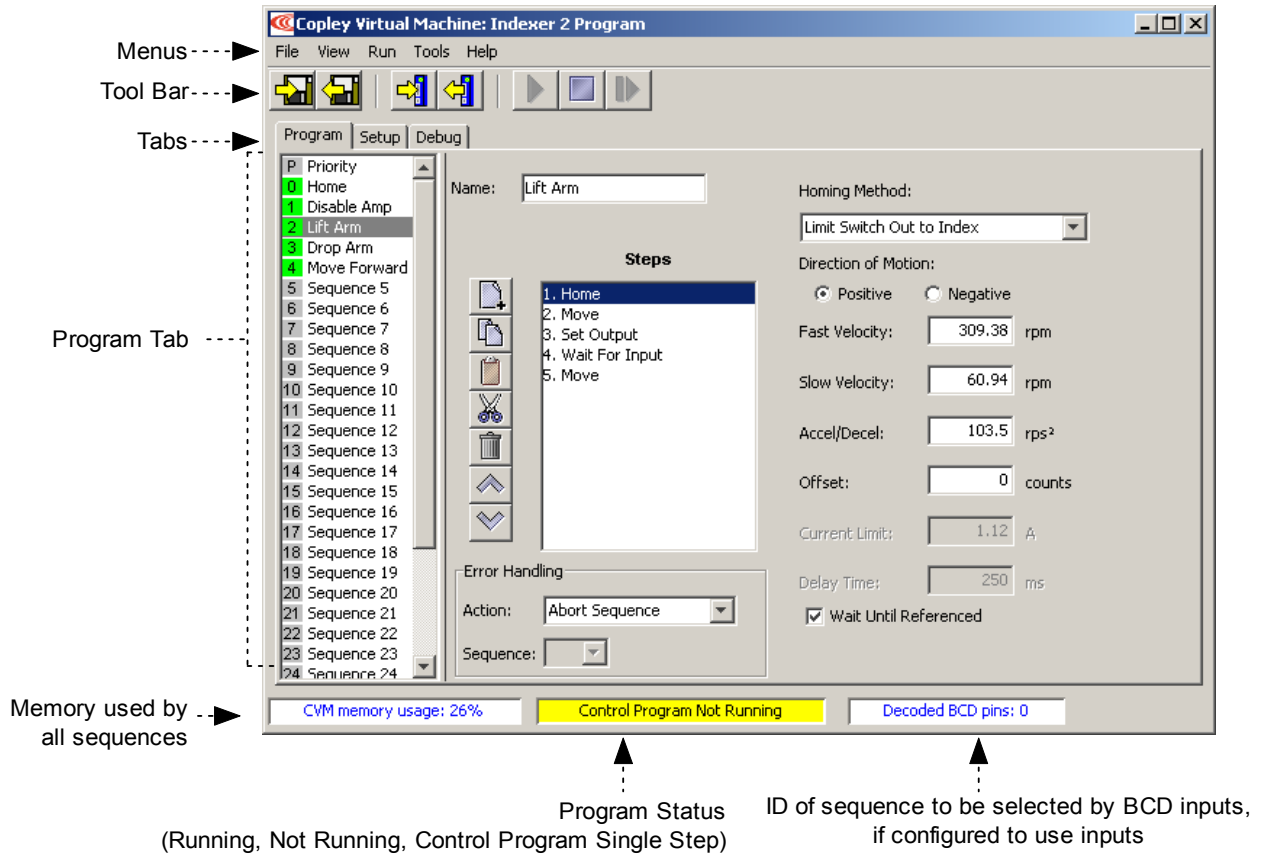 Copley Virtual Machine: Indexer 2 Program
Menus
File View Run Tools Help
Tool Bar
Tabs
Program Setup Debug
Program Tab
P Priority
0 Home
1 Disable Amp
2 Lift Arm
3 Drop Arm
4 Move Forward
5 Sequence 5
6 Sequence 6
7 Sequence 7
8 Sequence 8
9 Sequence 9
10 Sequence 10
11 Sequence 11
12 Sequence 12
13 Sequence 13
14 Sequence 14
15 Sequence 15
16 Sequence 16
17 Sequence 17
18 Sequence 18
19 Sequence 19
20 Sequence 20
21 Sequence 21
22 Sequence 22
23 Sequence 23
24 Sequence 24
Name: Lift Arm
Steps
1. Home
2. Move
3. Set Output
4. Wait For Input
5. Move
Error Handling
Action: Abort Sequence
Sequence:
Homing Method:
Limit Switch Out to Index
Direction of Motion:
Positive Negative
Fast Velocity: 309.38 rpm
Slow Velocity: 60.94 rpm
Accel/Decel: 103.5 rps²
Offset: 0 counts
Current Limit: 1.12 A
Delay Time: 250 ms
Wait Until Referenced
Memory used by
all sequences
CVM memory usage: 26%
Control Program Not Running
Decoded BCD pins: 0
Program Status
(Running, Not Running, Control Program Single Step)
ID of sequence to be selected by BCD inputs,
if configured to use inputs